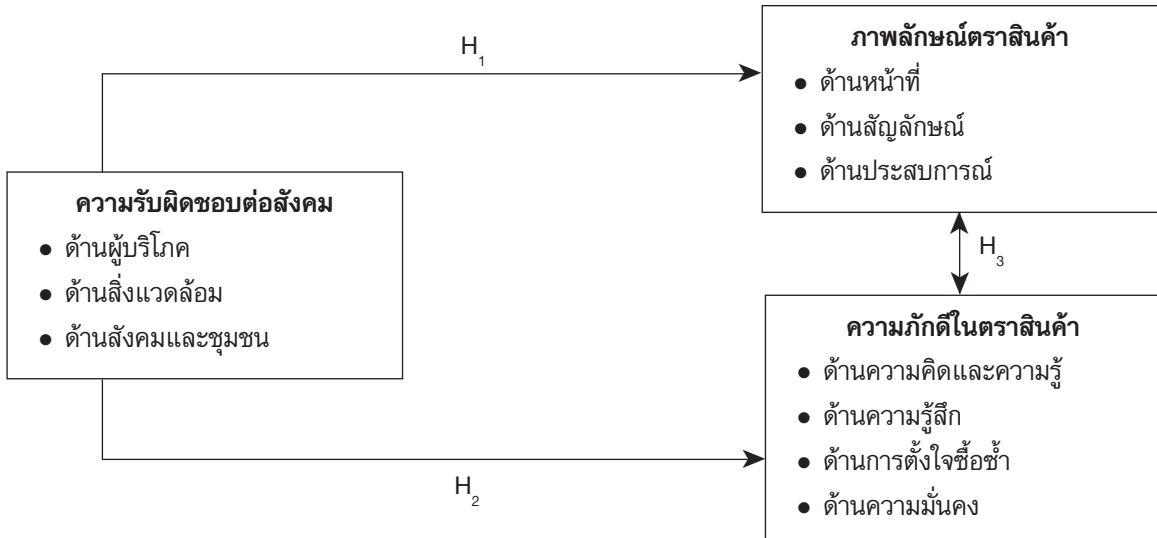 H₁
ภาพลักษณ์ตราสินค้า
● ด้านหน้าที่
● ด้านสัญลักษณ์
● ด้านประสบการณ์
ความรับผิดชอบต่อสังคม
● ด้านผู้บริโภค
● ด้านสิ่งแวดล้อม
● ด้านสังคมและชุมชน
H₃
ความภักดีในตราสินค้า
● ด้านความคิดและความรู้
● ด้านความรู้สึก
● ด้านการตั้งใจซื้อซ้ำ
● ด้านความมั่นคง
H₂